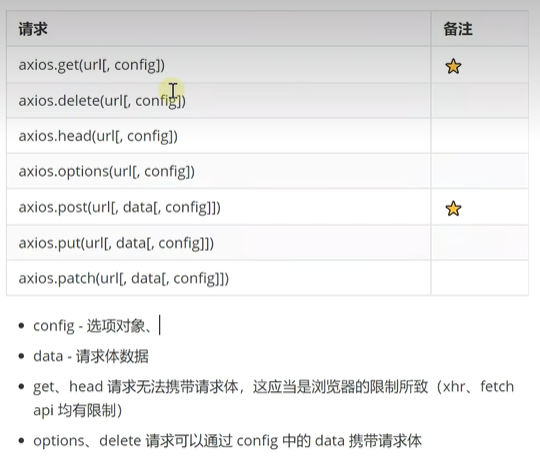 请求 备注
axios.get(url[, config]) ⭐
axios.delete(url[, config])
axios.head(url[, config])
axios.options(url[, config])
axios.post(url[, data[, config]]) ⭐
axios.put(url[, data[, config]])
axios.patch(url[, data[, config]])
• config - 选项对象、
• data - 请求体数据
• get、head 请求无法携带请求体，这应当是浏览器的限制所致（xhr、fetch
api 均有限制）
• options、delete 请求可以通过 config 中的 data 携带请求体